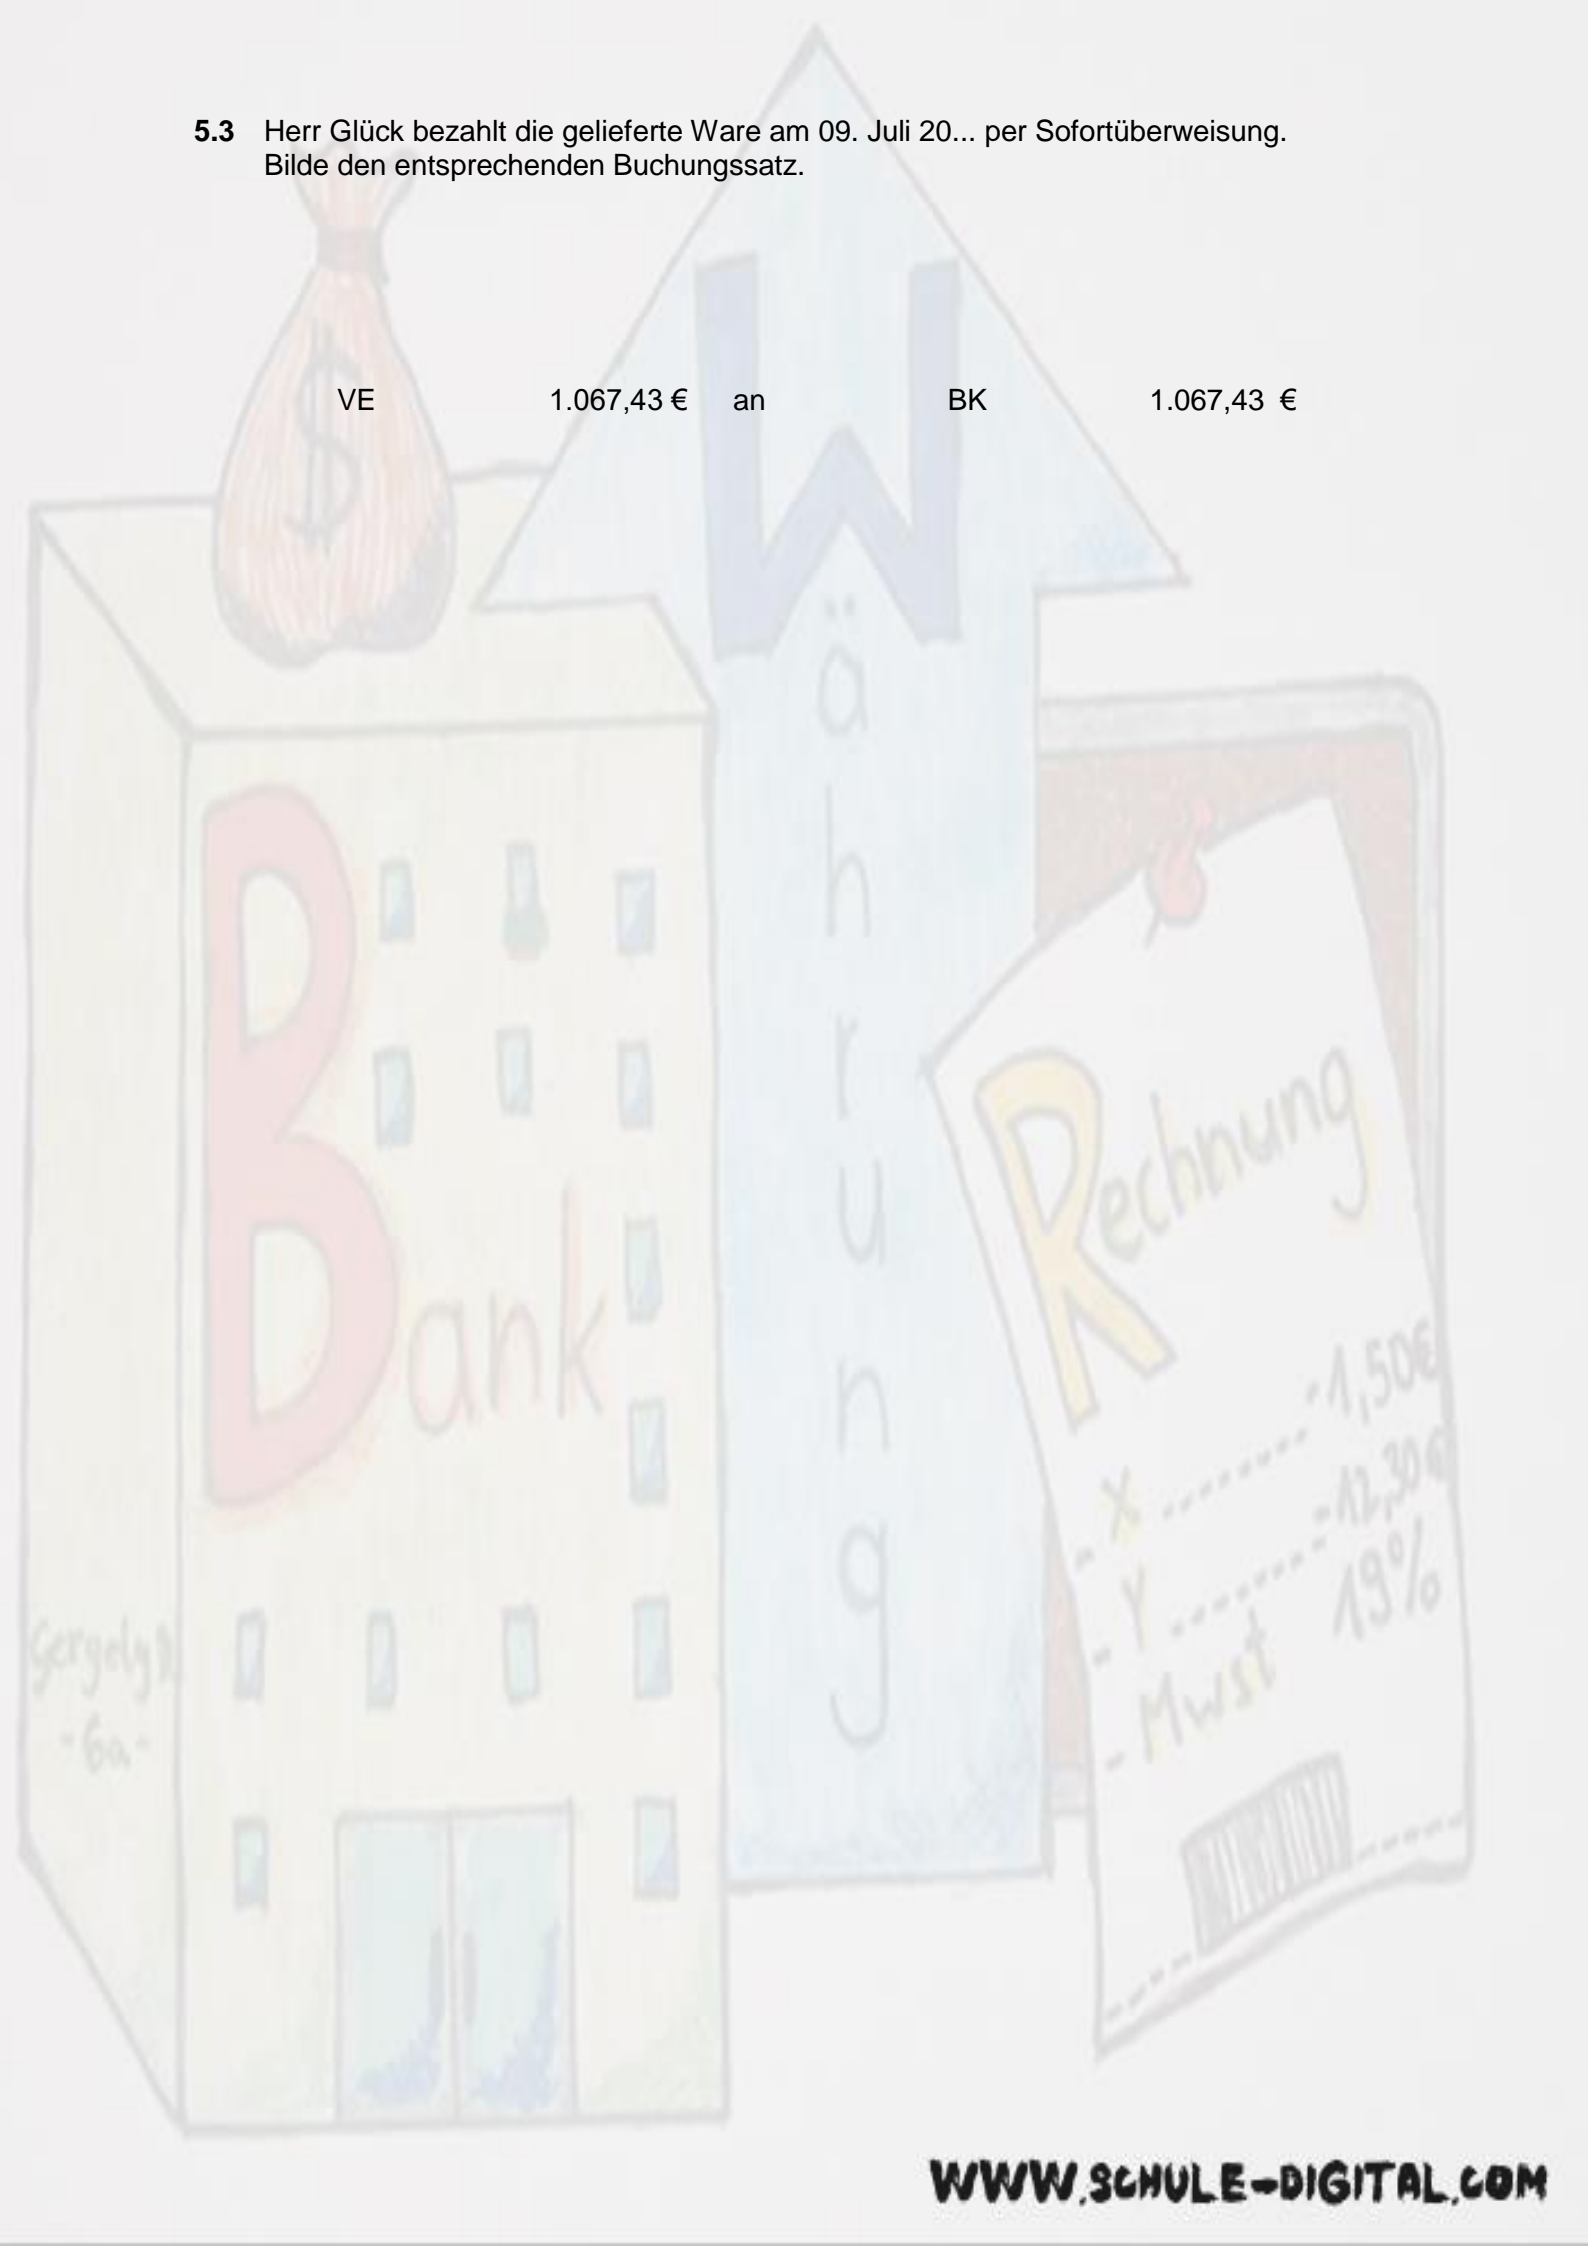 5.3 Herr Glück bezahlt die gelieferte Ware am 09. Juli 20... per Sofortüberweisung.
Bilde den entsprechenden Buchungssatz.
VE 1.067,43 € an BK 1.067,43 €
$
Währung
Bank
Rechnung
X -------- -1,50€
- Y -------- -12,30€
- Mwst 19%
-6a-
WWW.SCHULE-DIGITAL.COM